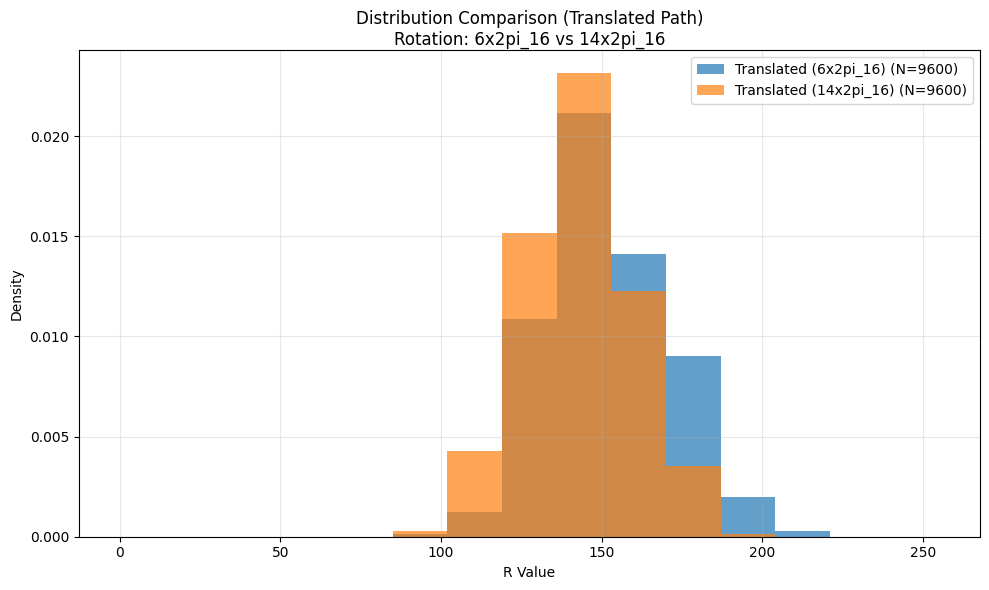 Distribution Comparison (Translated Path)
Rotation: 6x2pi_16 vs 14x2pi_16
Translated (6x2pi_16) (N=9600)
Translated (14x2pi_16) (N=9600)
Density
0.020
0.015
0.010
0.005
0.000
0 50 100 150 200 250
R Value